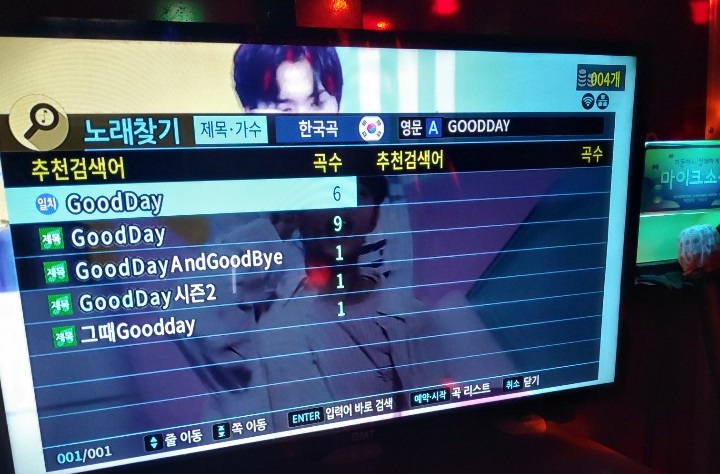 004개
노래찾기 제목·가수 한국곡 영문 A GOODDAY
추천검색어 곡수 추천검색어 곡수
일치 GoodDay 6
제목 GoodDay 9
제목 GoodDayAndGoodBye 1
제목 GoodDay시즌2 1
제목 그때Goodday 1
001/001 줄 이동 쪽 이동 ENTER 입력어 바로 검색 예약·시작 곡 리스트 취소 닫기
마이크